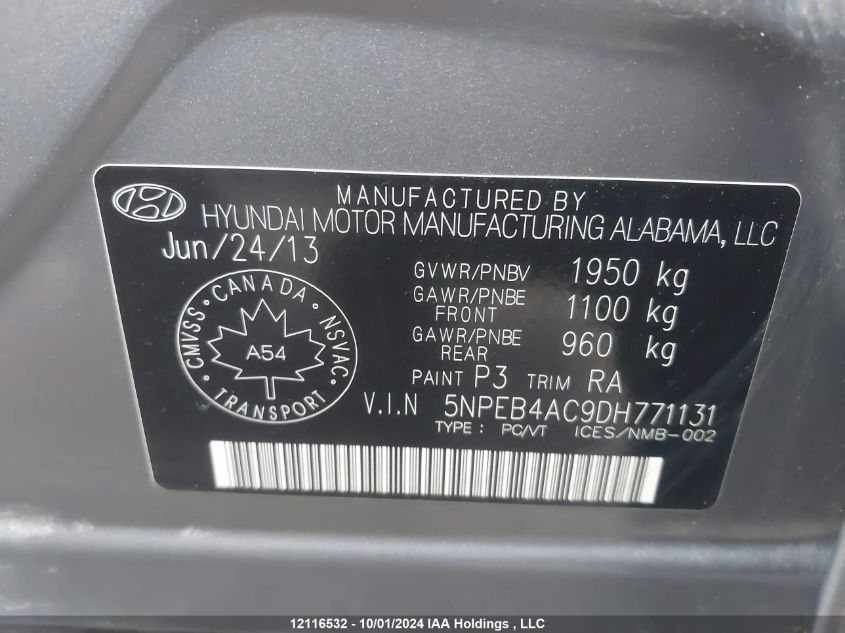 MANUFACTURED BY
HYUNDAI MOTOR MANUFACTURING ALABAMA, LLC
Jun/24/13
GVWR/PNBV 1950 kg
GAWR/PNBE FRONT 1100 kg
GAWR/PNBE REAR 960 kg
PAINT P3 TRIM RA
V.I.N 5NPEB4AC9DH771131
TYPE : PC/VT ICES/NMB-002
CMVSS • CANADA • NSVAC • TRANSPORT •
A54
12116532 - 10/01/2024 IAA Holdings , LLC